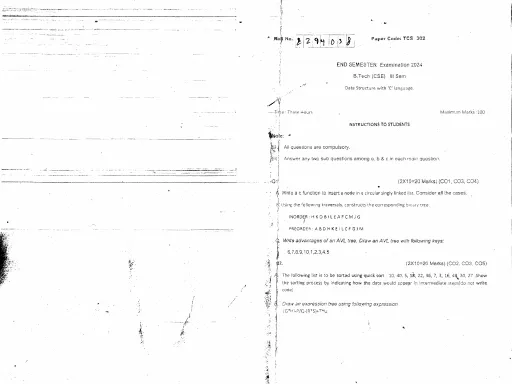 Roll No. 8 2 9 4 0 3 8
Paper Code: TCS 302
END SEMESTER Examination 2024
B.Tech (CSE) III Sem
Data Structure with 'C' language
Time: Three Hours
Maximum Marks: 100
INSTRUCTIONS TO STUDENTS
Note:
All questions are compulsory.
Answer any two sub questions among a, b & c in each main question.
(2X10=20 Marks) (CO1, CO3, CO4)
Write a c function to insert a node in a circular singly linked list. Consider all the cases.
Using the following traversals, construct the corresponding binary tree.
INORDER: H K D B I L E A F C M J G
PREORDER: A B D H K E I L C F G J M
Write advantages of an AVL tree. Draw an AVL tree with following keys:
6,7,8,9,10,1,2,3,4,5
(2X10=20 Marks) (CO2, CO3, CO5)
The following list is to be sorted using quick sort 10, 40, 5, 22, 46, 7, 3, 16, 27. Show
the sorting process by indicating how the data would appear in intermediate steps(do not write
code)
Draw an expression tree using following expression